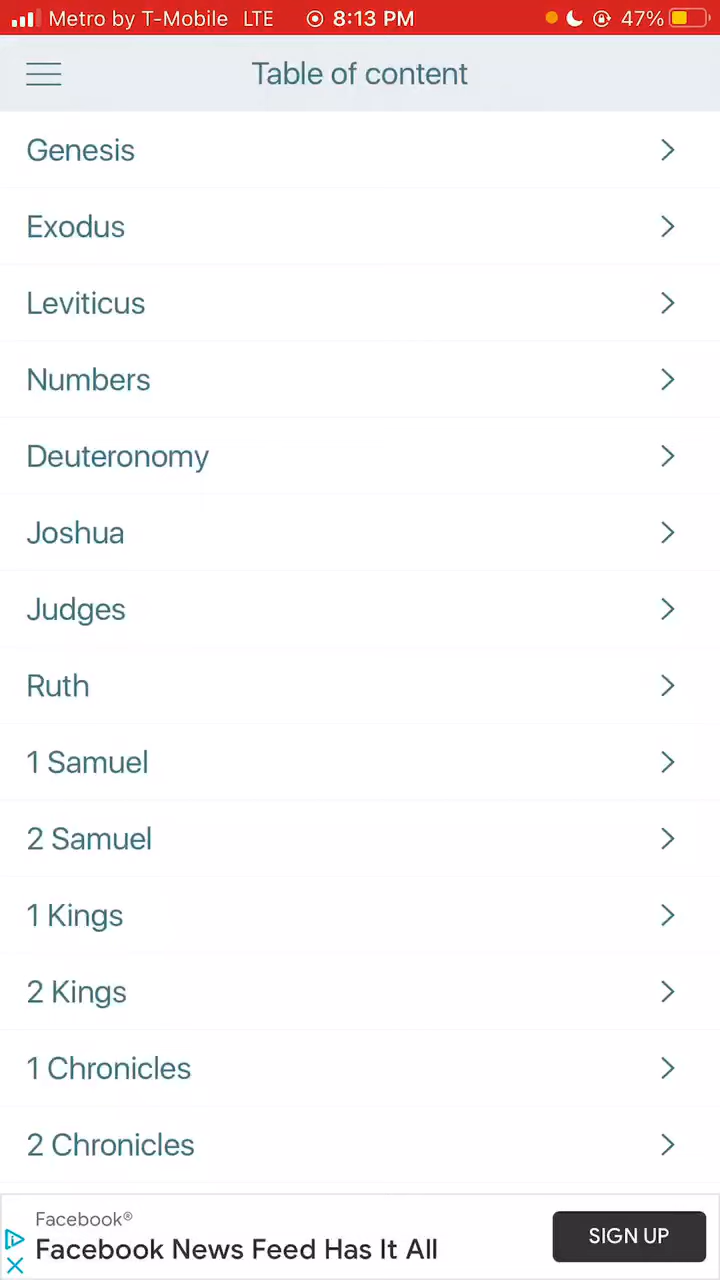 Metro by T-Mobile LTE 8:13 PM 47%
Table of content
Genesis
Exodus
Leviticus
Numbers
Deuteronomy
Joshua
Judges
Ruth
1 Samuel
2 Samuel
1 Kings
2 Kings
1 Chronicles
2 Chronicles
Facebook®
Facebook News Feed Has It All
SIGN UP